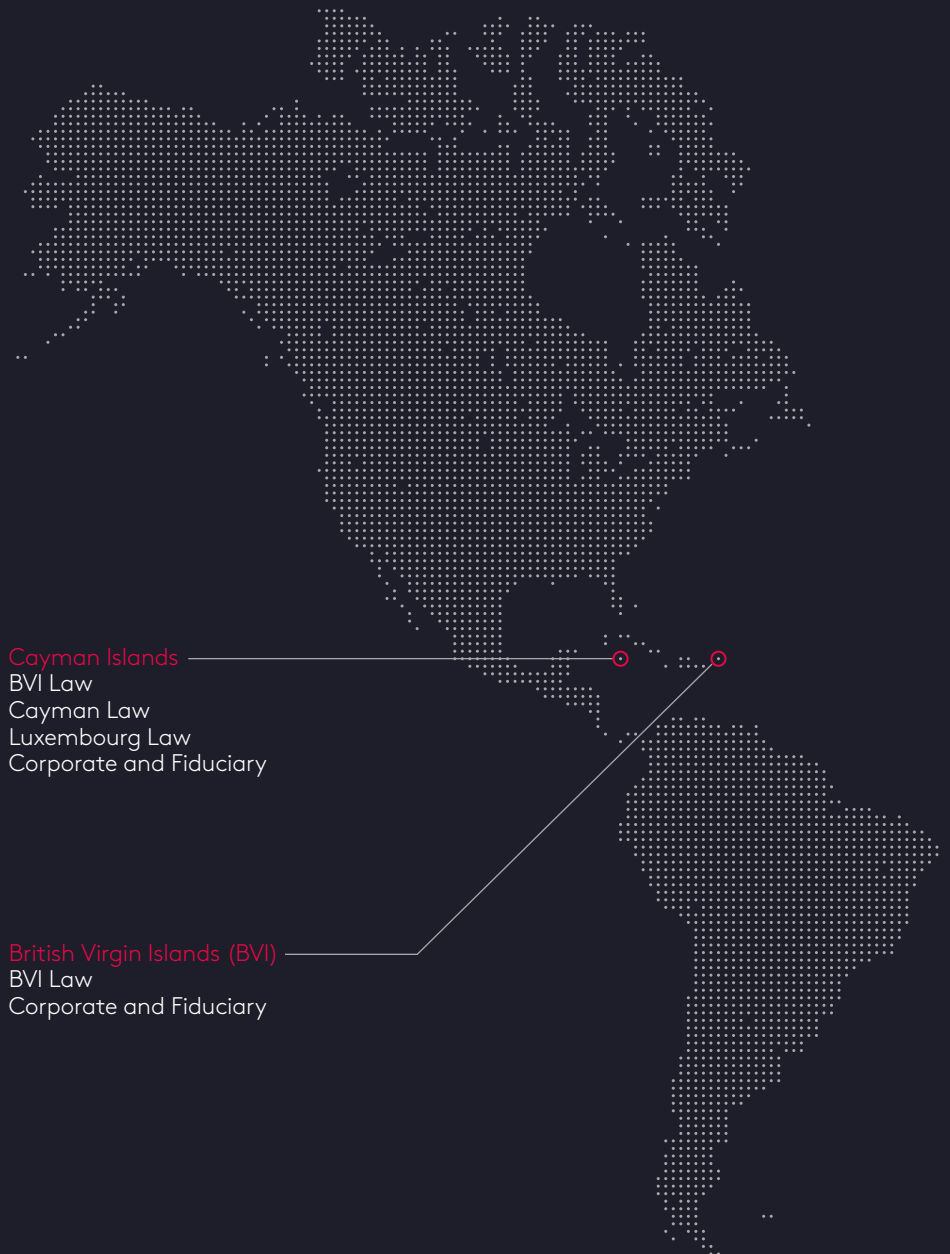 Cayman Islands
BVI Law
Cayman Law
Luxembourg Law
Corporate and Fiduciary
British Virgin Islands (BVI)
BVI Law
Corporate and Fiduciary